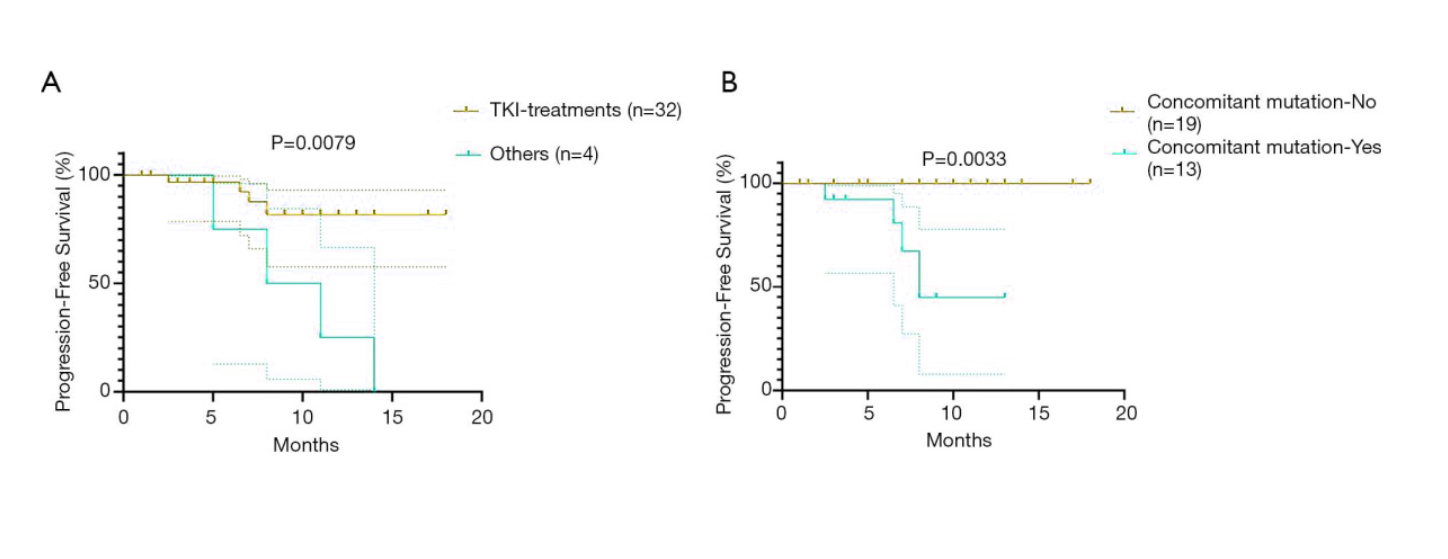 A
TKI-treatments (n=32)
P=0.0079
Others (n=4)
Progression-Free Survival (%)
100
50
0
0 5 10 15 20
Months
B
Concomitant mutation-No
(n=19)
Concomitant mutation-Yes
(n=13)
P=0.0033
Progression-Free Survival (%)
100
50
0
0 5 10 15 20
Months